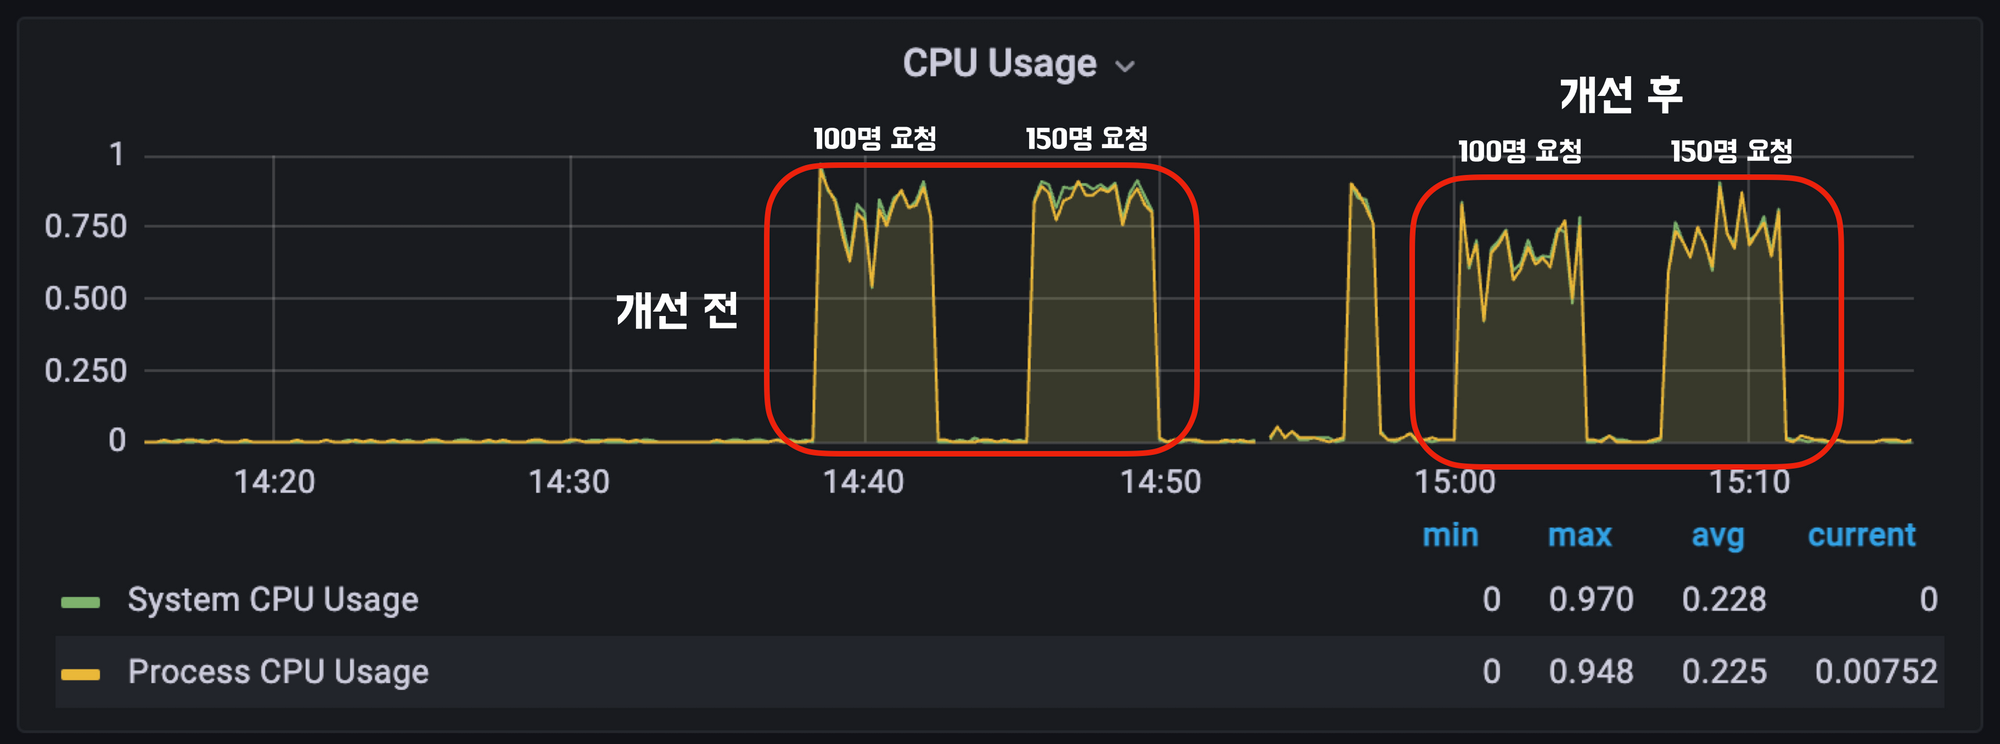 CPU Usage
개선 후
100명 요청 150명 요청
100명 요청 150명 요청
개선 전
1
0.750
0.500
0.250
0
14:20 14:30 14:40 14:50 15:00 15:10
min max avg current
System CPU Usage 0 0.970 0.228 0
Process CPU Usage 0 0.948 0.225 0.00752